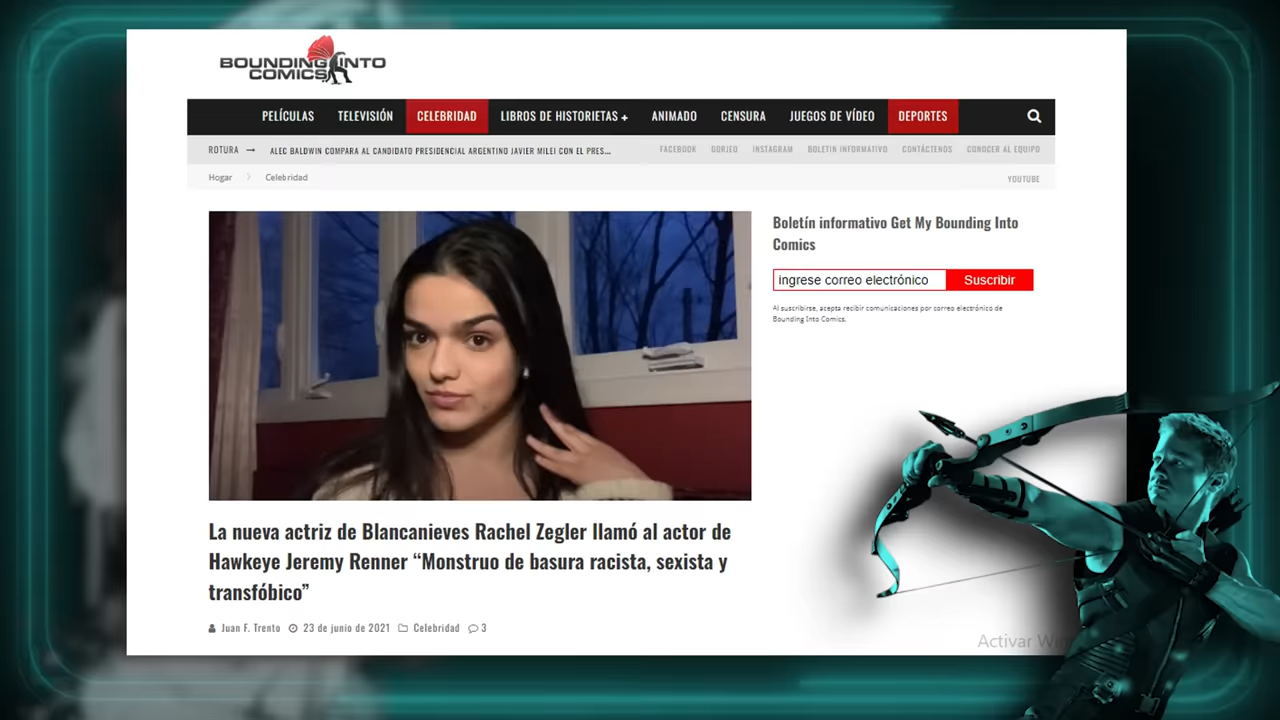 BOUNDING INTO
COMICS
PELÍCULAS TELEVISIÓN CELEBRIDAD LIBROS DE HISTORIETAS + ANIMADO CENSURA JUEGOS DE VÍDEO DEPORTES
ROTURA → ALEC BALDWIN COMPARA AL CANDIDATO PRESIDENCIAL ARGENTINO JAVIER MILEI CON EL PRES... FACEBOOK GORJEO INSTAGRAM BOLETIN INFORMATIVO CONTÁCTENOS CONOCER AL EQUIPO
Hogar > Celebridad YOUTUBE
Boletín informativo Get My Bounding Into
Comics
ingrese correo electrónico Suscribir
Al suscribirse, acepta recibir comunicaciones por correo electrónico de
Bounding Into Comics.
La nueva actriz de Blancanieves Rachel Zegler llamó al actor de
Hawkeye Jeremy Renner “Monstruo de basura racista, sexista y
transfóbico”
Juan F. Trento 23 de junio de 2021 Celebridad 3
Activar